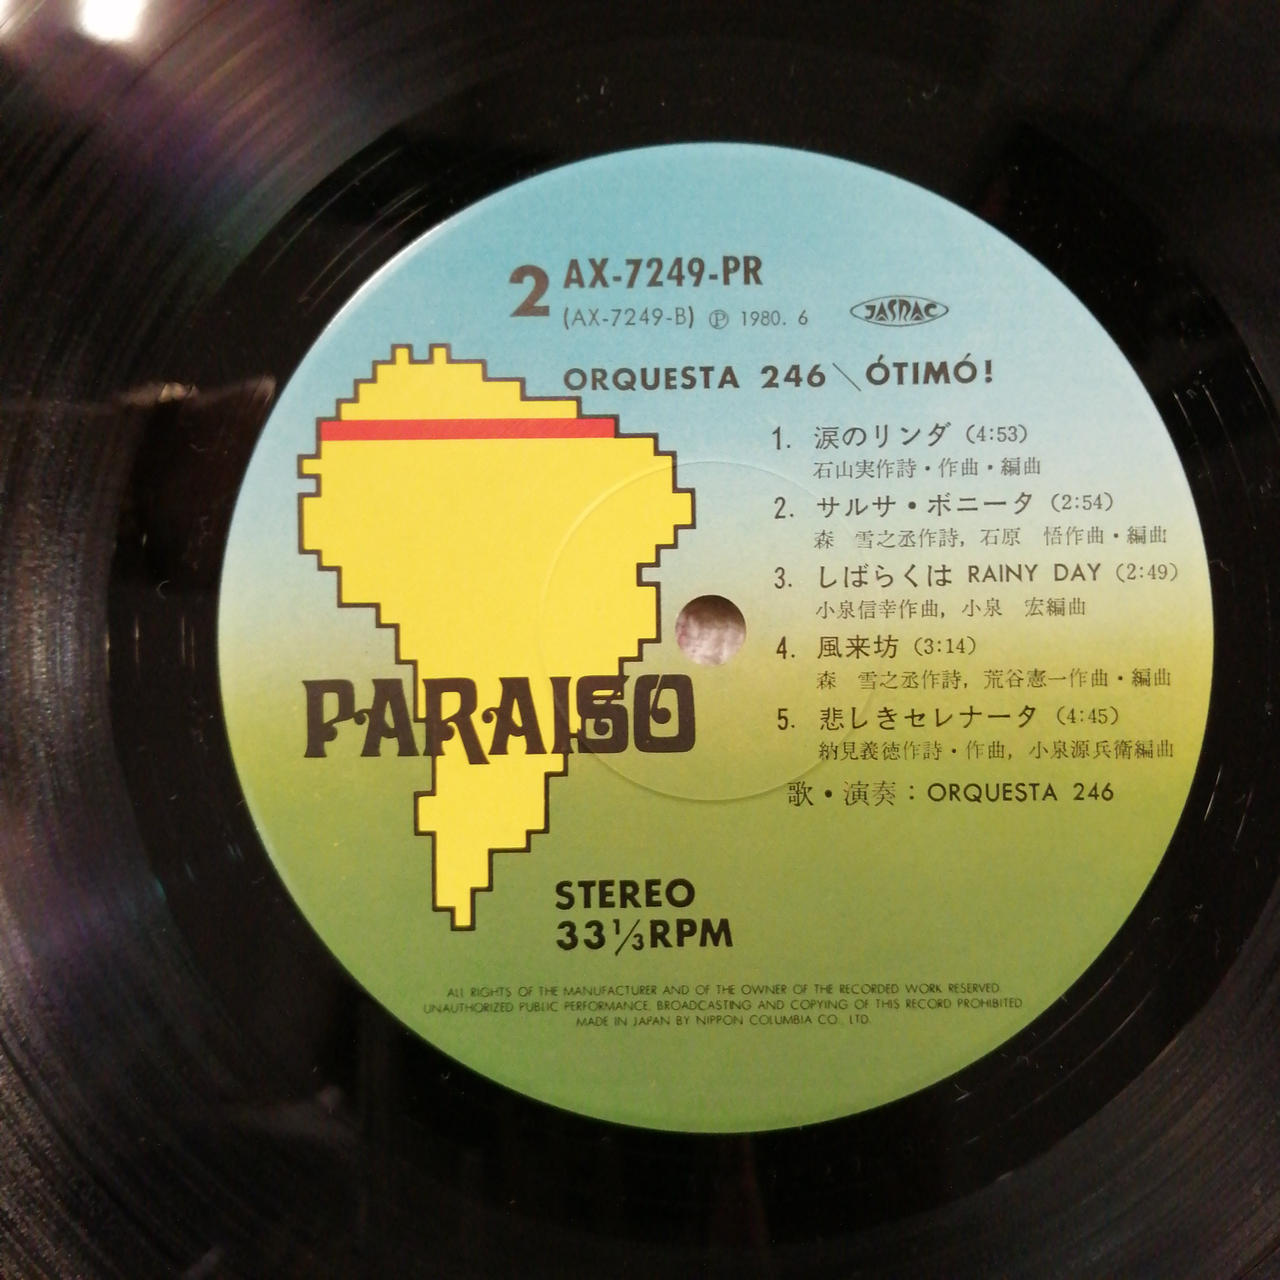 2 AX-7249-PR
(AX-7249-B) Ⓟ 1980. 6 JASRAC
ORQUESTA 246\ÓTIMÓ!
1. 涙のリンダ (4:53)
石山実作詩・作曲・編曲
2. サルサ・ボニータ (2:54)
森 雪之丞作詩, 石原 悟作曲・編曲
3. しばらくは RAINY DAY (2:49)
小泉信幸作曲, 小泉 宏編曲
4. 風来坊 (3:14)
森 雪之丞作詩, 荒谷憲一作曲・編曲
5. 悲しきセレナータ (4:45)
納見義徳作詩・作曲, 小泉源兵衛編曲
歌・演奏：ORQUESTA 246
PARAISO
STEREO
33 1/3 RPM
ALL RIGHTS OF THE MANUFACTURER AND OF THE OWNER OF THE RECORDED WORK RESERVED
UNAUTHORIZED PUBLIC PERFORMANCE, BROADCASTING AND COPYING OF THIS RECORD PROHIBITED
MADE IN JAPAN BY NIPPON COLUMBIA CO., LTD.